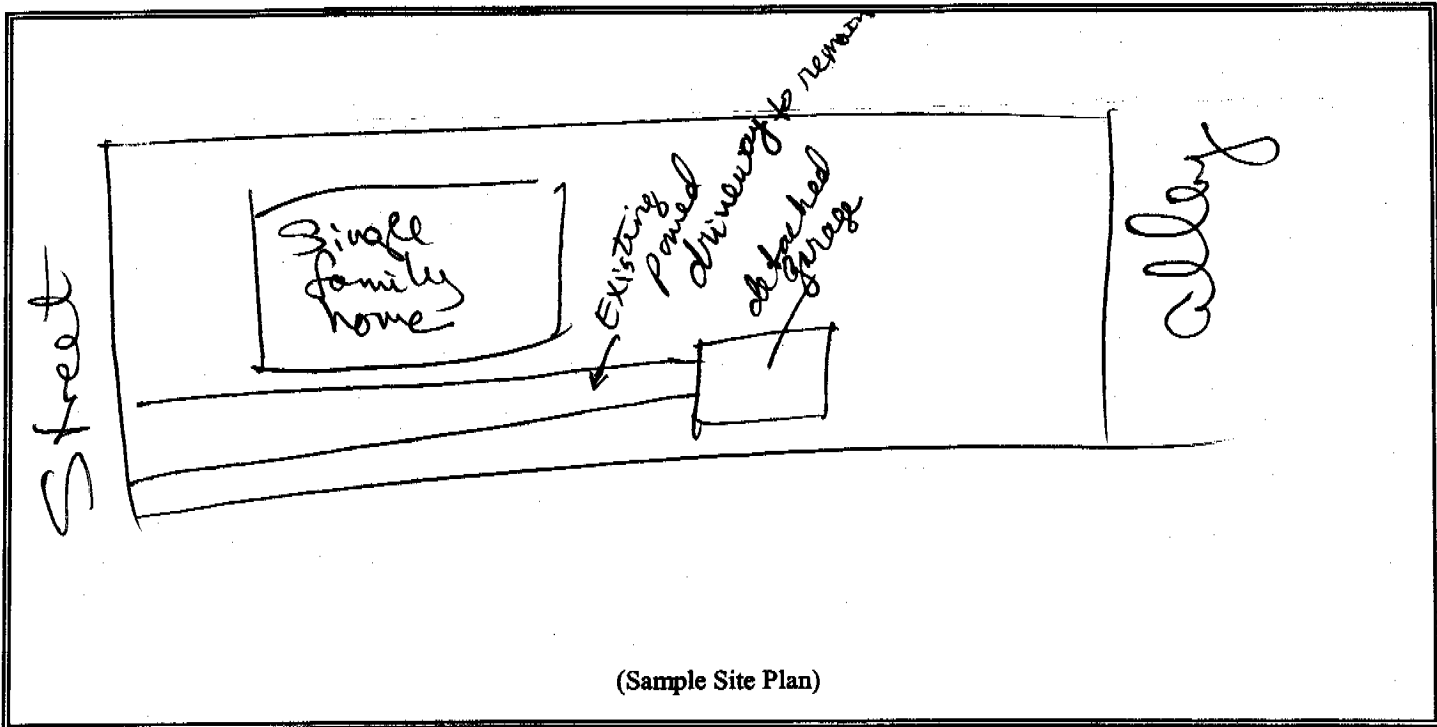 Street
Single
family
home
Existing
paved
driveway to remain
detached
garage
alley
(Sample Site Plan)